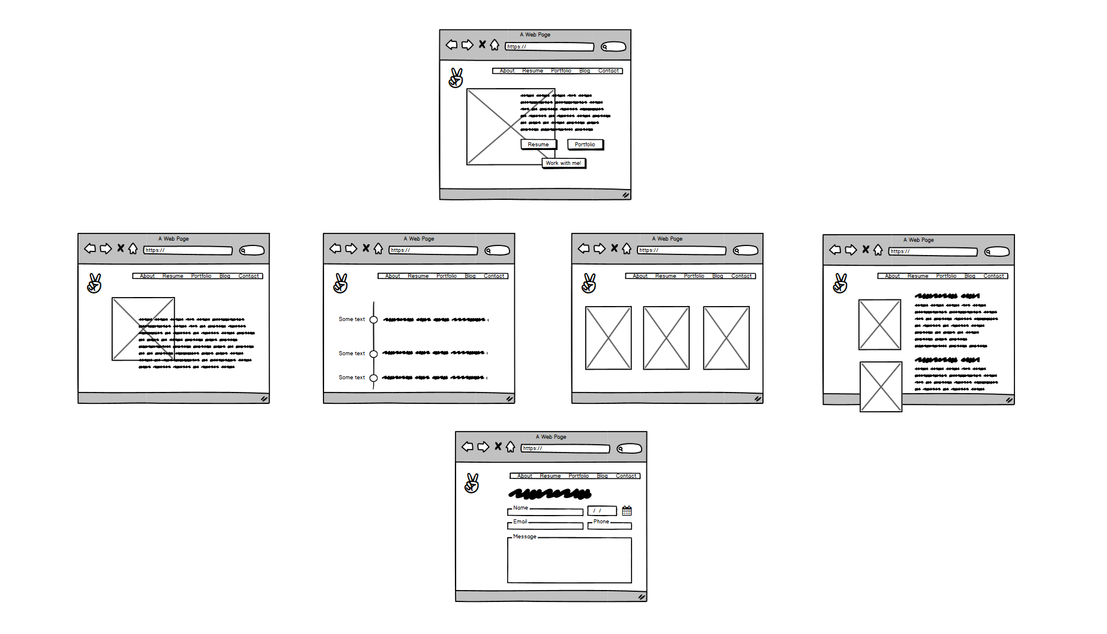 A Web Page
https://
About Resume Portfolio Blog Contact
Resume Portfolio
Work with me!
A Web Page
https://
About Resume Portfolio Blog Contact
A Web Page
https://
About Resume Portfolio Blog Contact
Some text
Some text
Some text
A Web Page
https://
About Resume Portfolio Blog Contact
A Web Page
https://
About Resume Portfolio Blog Contact
A Web Page
https://
About Resume Portfolio Blog Contact
Name / /
Email Phone
Message